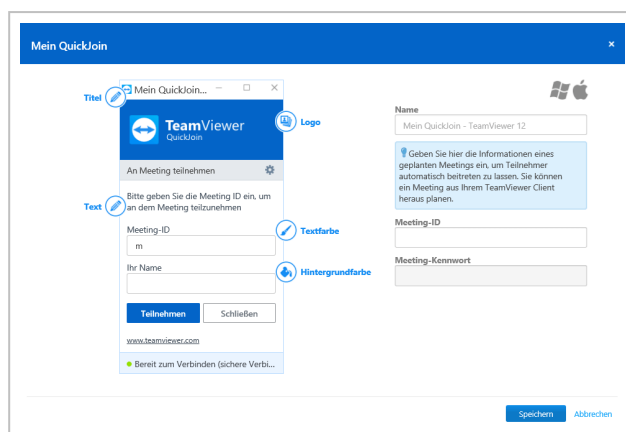 Mein QuickJoin
×
Titel
Mein QuickJoin...
TeamViewer
QuickJoin
Logo
An Meeting teilnehmen
Text
Bitte geben Sie die Meeting ID ein, um
an dem Meeting teilzunehmen
Meeting-ID
m
Textfarbe
Ihr Name
Hintergrundfarbe
Teilnehmen
Schließen
www.teamviewer.com
Bereit zum Verbinden (sichere Verbi...
Name
Mein QuickJoin - TeamViewer 12
Geben Sie hier die Informationen eines
geplanten Meetings ein, um Teilnehmer
automatisch beitreten zu lassen. Sie können
ein Meeting aus Ihrem TeamViewer Client
heraus planen.
Meeting-ID
Meeting-Kennwort
Speichern
Abbrechen